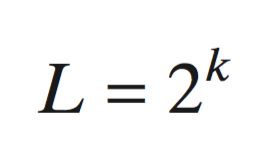 L = 2^k